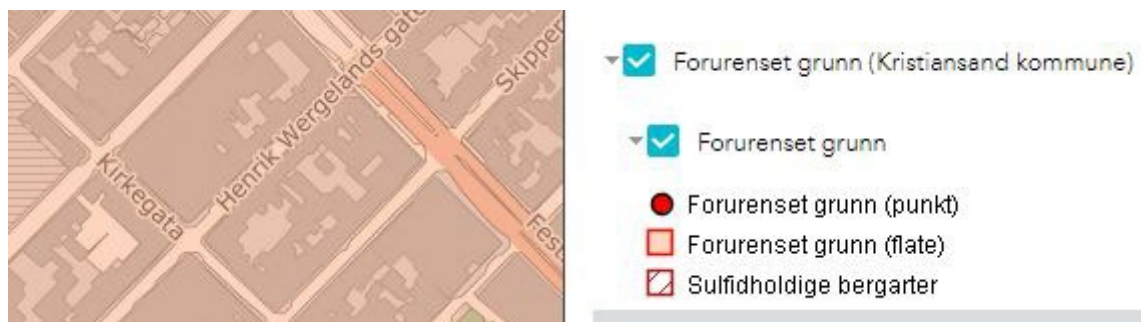 Henrik Wergelands gate
Skipper
Kirkegata
Fest
Forurenset grunn (Kristiansand kommune)
Forurenset grunn
Forurenset grunn (punkt)
Forurenset grunn (flate)
Sulfidholdige bergarter